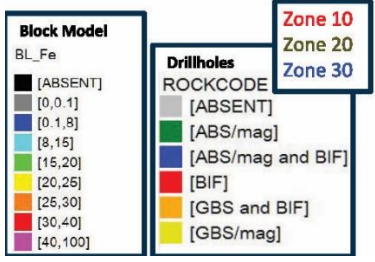 Block Model
BL_Fe
[ABSENT]
[0,0.1]
[0.1,8]
[8,15]
[15,20]
[20,25]
[25,30]
[30,40]
[40,100]
Drillholes
ROCKCODE
[ABSENT]
[ABS/mag]
[ABS/mag and BIF]
[BIF]
[GBS and BIF]
[GBS/mag]
Zone 10
Zone 20
Zone 30